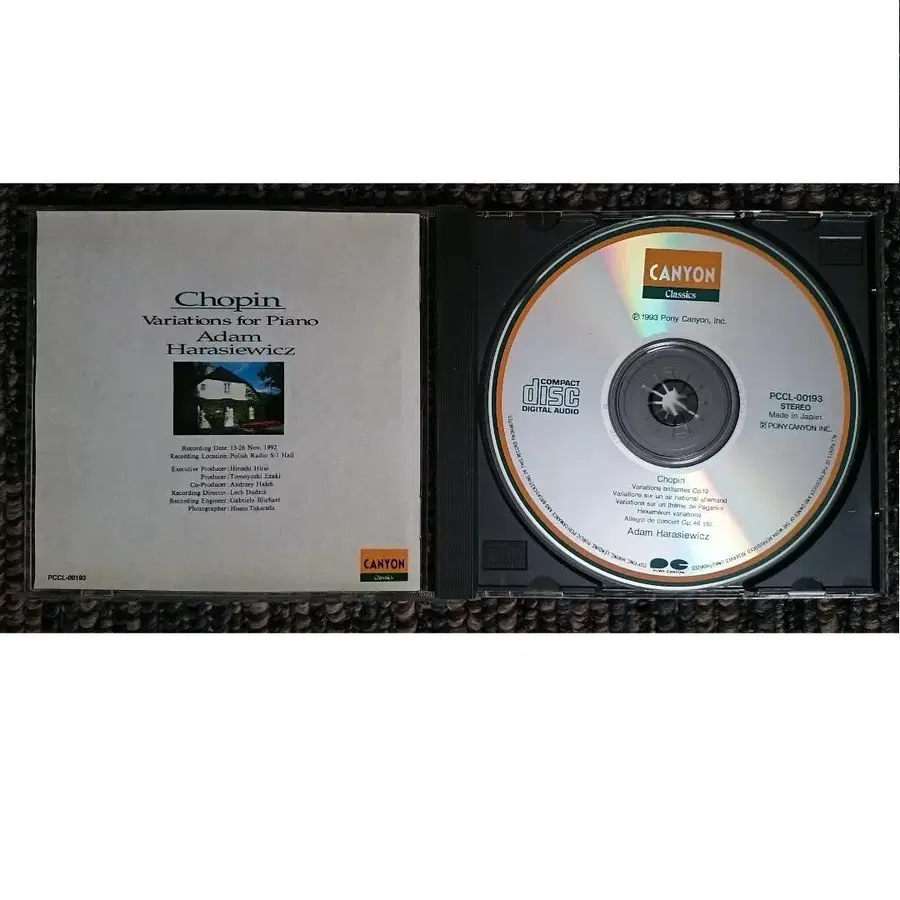 Chopin
Variations for Piano
Adam
Harasiewicz
Recording Date: 13-26 Nov. 1992
Recording Location: Polish Radio S-1 Hall
Executive Producer: Hiroshi Hirai
Producer: Tomoyoshi Ezaki
Co-Producer: Andrzej Haluh
Recording Director: Lech Dudzik
Recording Engineer: Gabriela Blicharz
Photographer: Hisao Takarada
CANYON
Classics
PCCL-00193
CANYON
Classics
℗ 1993 Pony Canyon, Inc.
COMPACT
disc
DIGITAL AUDIO
PCCL-00193
STEREO
Made in Japan
PONY CANYON INC.
Chopin
Variations brillantes Op.12
Variations sur un air national allemand
Variations sur un thème de Paganini
Hexaméron variations
Allegro de concert Op.46 etc.
Adam Harasiewicz
PONY CANYON